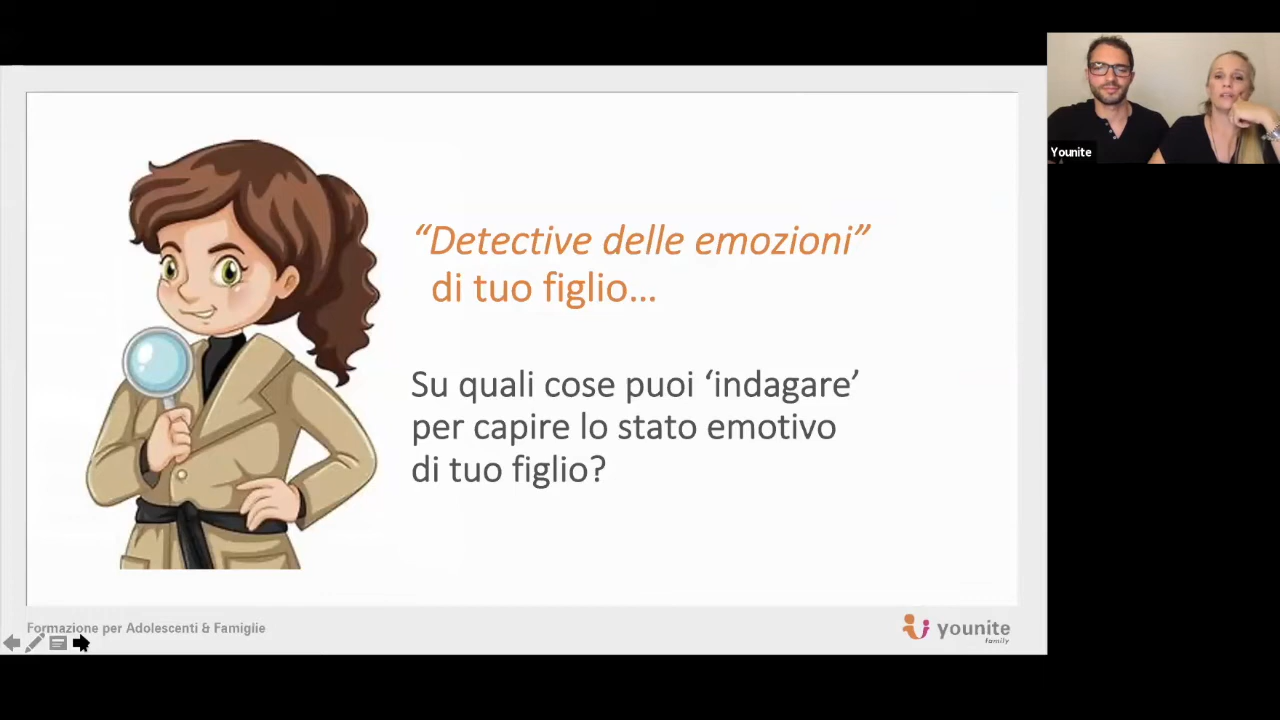 “Detective delle emozioni”
di tuo figlio...
Su quali cose puoi ‘indagare’
per capire lo stato emotivo
di tuo figlio?
Formazione per Adolescenti & Famiglie
younite
family
Younite